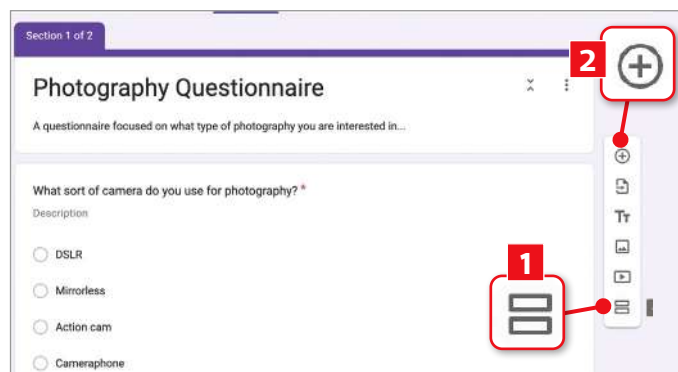 Section 1 of 2
2
Photography Questionnaire
A questionnaire focused on what type of photography you are interested in...
What sort of camera do you use for photography? *
Description
Tт
DSLR
1
Mirrorless
Action cam
Cameraphone